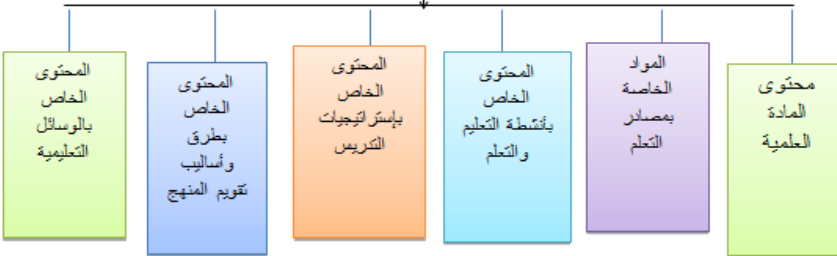 محتوى
المادة
العلمية
المواد
الخاصة
بمصادر
التعلم
المحتوى
الخاص
بأنشطة التعليم
والتعلم
المحتوى
الخاص
بإستراتيجيات
التدريس
المحتوى
الخاص
بطرق
وأساليب
تقويم المنهج
المحتوى
الخاص
بالوسائل
التعليمية